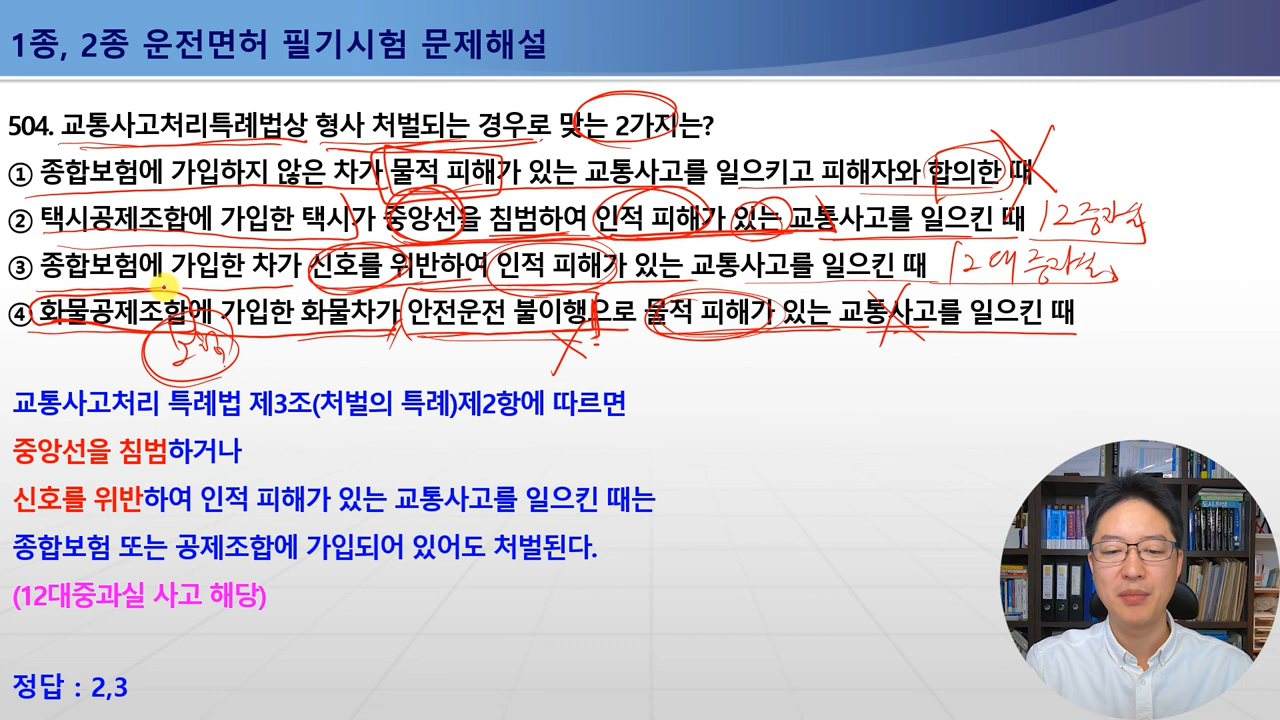 1종, 2종 운전면허 필기시험 문제해설
504. 교통사고처리특례법상 형사 처벌되는 경우로 맞는 2가지는?
① 종합보험에 가입하지 않은 차가 물적 피해가 있는 교통사고를 일으키고 피해자와 합의한 때
② 택시공제조합에 가입한 택시가 중앙선을 침범하여 인적 피해가 있는 교통사고를 일으킨 때 12중과실
③ 종합보험에 가입한 차가 신호를 위반하여 인적 피해가 있는 교통사고를 일으킨 때 12대 중과실
④ 화물공제조합에 가입한 화물차가 안전운전 불이행으로 물적 피해가 있는 교통사고를 일으킨 때
교통사고처리 특례법 제3조(처벌의 특례)제2항에 따르면
중앙선을 침범하거나
신호를 위반하여 인적 피해가 있는 교통사고를 일으킨 때는
종합보험 또는 공제조합에 가입되어 있어도 처벌된다.
(12대중과실 사고 해당)
정답 : 2,3